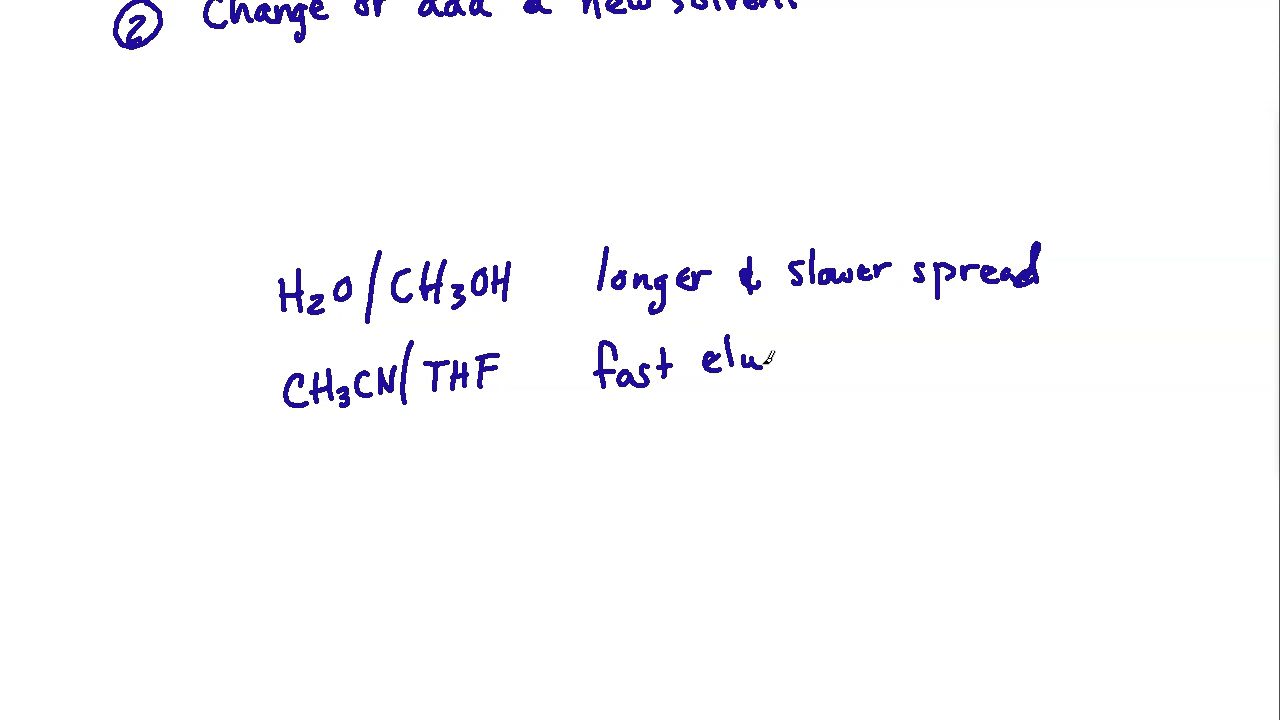 ② Change or add a new solvent
H₂O/CH₃OH longer & slower spread
CH₃CN/THF fast elu